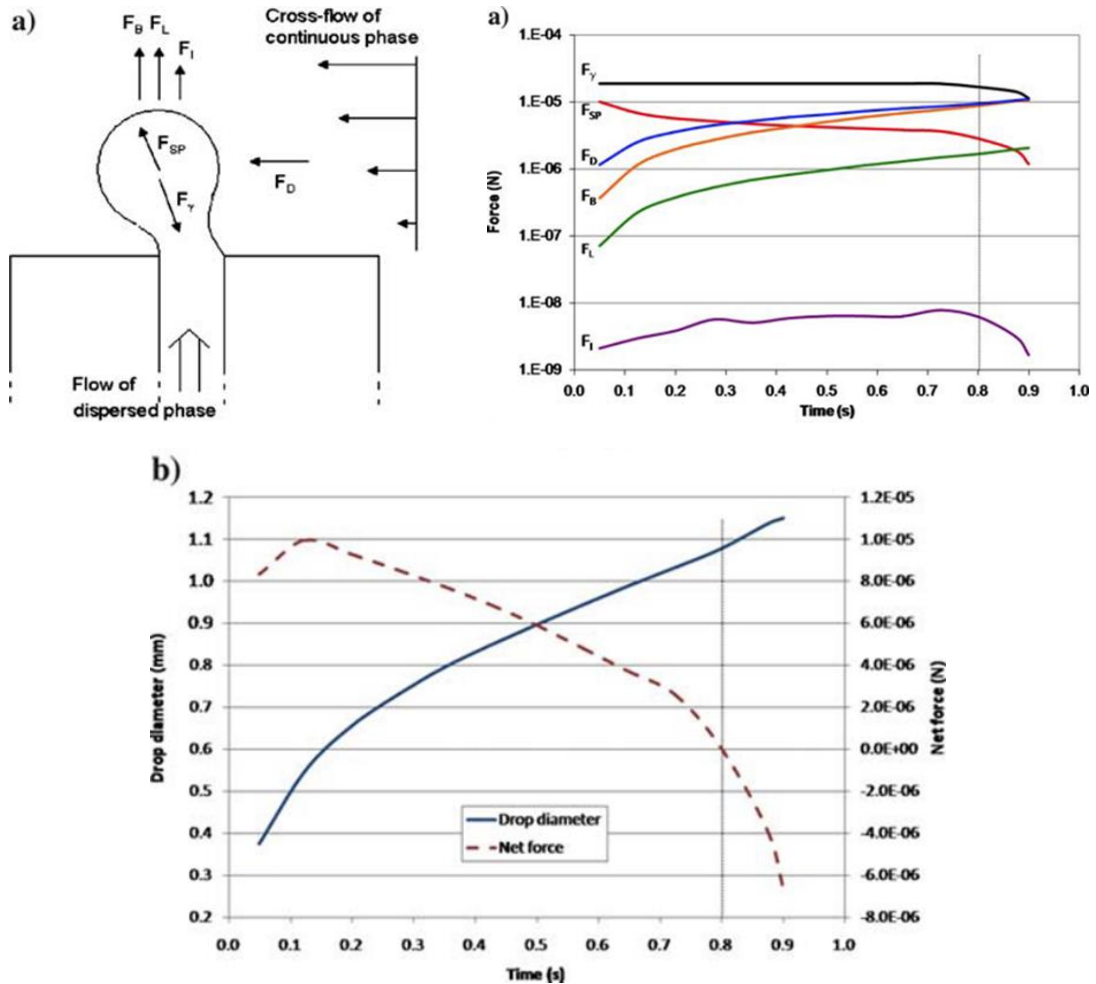 a)
F_B F_L
F_I
Cross-flow of
continuous phase
F_SP
F_γ
F_D
Flow of
dispersed phase
a)
1.E-04
1.E-05
1.E-06
1.E-07
1.E-08
1.E-09
Force (N)
F_γ
F_SP
F_D
F_B
F_L
F_I
0.0 0.1 0.2 0.3 0.4 0.5 0.6 0.7 0.8 0.9 1.0
Time (s)
b)
1.2
1.1
1.0
0.9
0.8
0.7
0.6
0.5
0.4
0.3
0.2
Drop diameter (mm)
1.2E-05
1.0E-05
8.0E-06
6.0E-06
4.0E-06
2.0E-06
0.0E+00
-2.0E-06
-4.0E-06
-6.0E-06
-8.0E-06
Net force (N)
Drop diameter
Net force
0.0 0.1 0.2 0.3 0.4 0.5 0.6 0.7 0.8 0.9 1.0
Time (s)